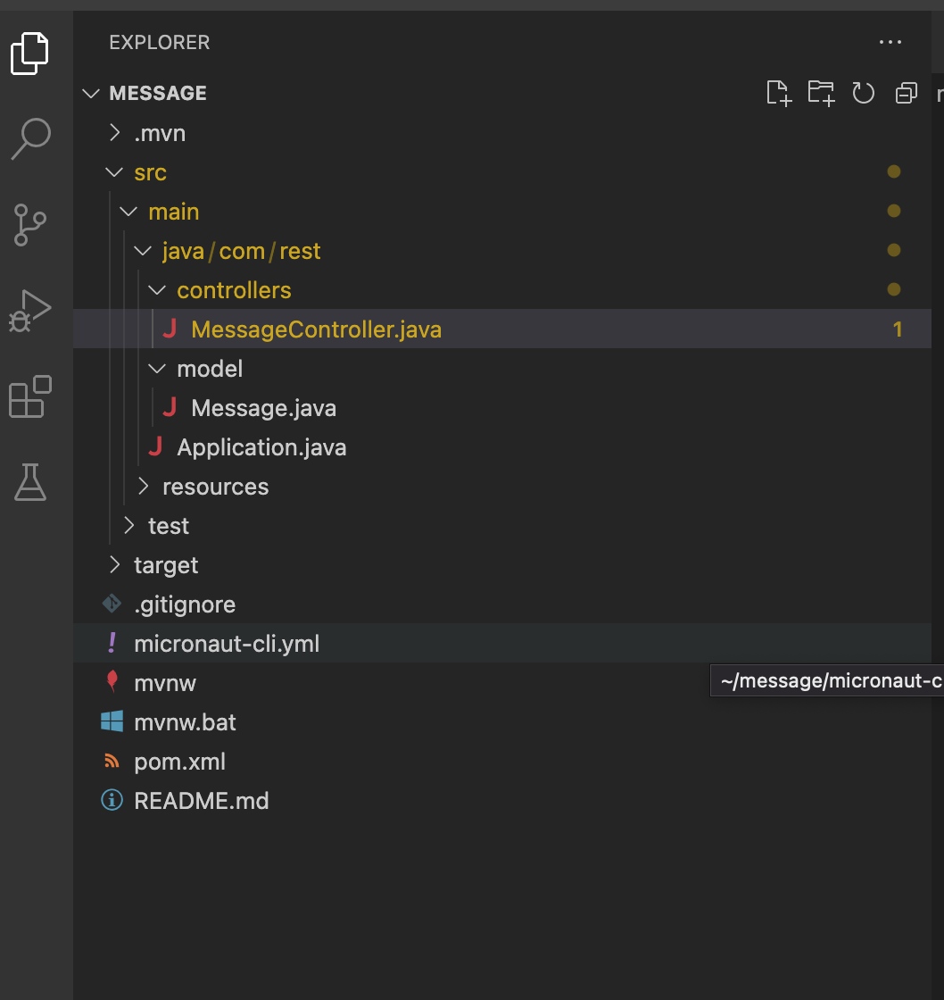 EXPLORER
MESSAGE
.mvn
src
main
java/com/rest
controllers
MessageController.java 1
model
Message.java
Application.java
resources
test
target
.gitignore
micronaut-cli.yml
~/message/micronaut-c
mvnw
mvnw.bat
pom.xml
README.md